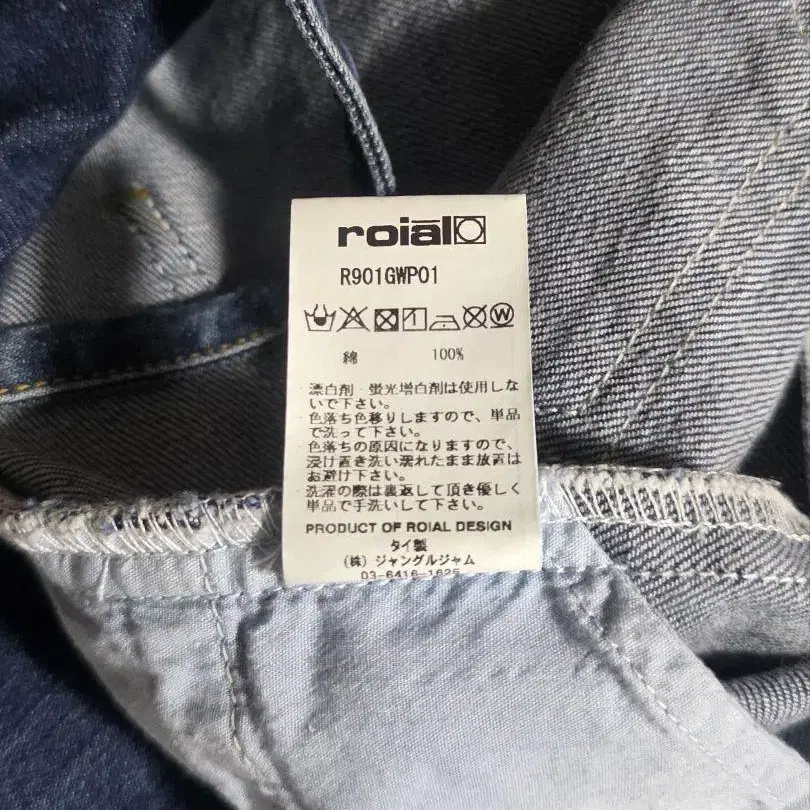 roiāl
R901GWP01
綿 100%
・漂白剤・蛍光増白剤は使用しな
いで下さい。
・色落ち色移りしますので、単品
で洗って下さい。
・色落ちの原因になりますので、
浸け置き洗い濡れたまま放置は
お避け下さい。
・洗濯の際は裏返して頂き優しく
単品で手洗いして下さい。
PRODUCT OF ROIAL DESIGN
タイ製
(株) ジャングルジャム
03-6416-1625